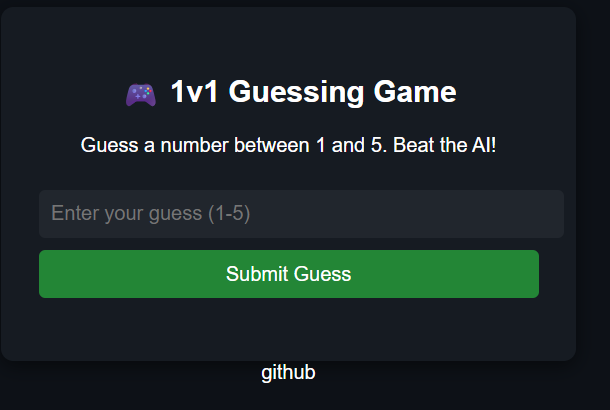 🎮 1v1 Guessing Game
Guess a number between 1 and 5. Beat the AI!
Enter your guess (1-5)
Submit Guess
github